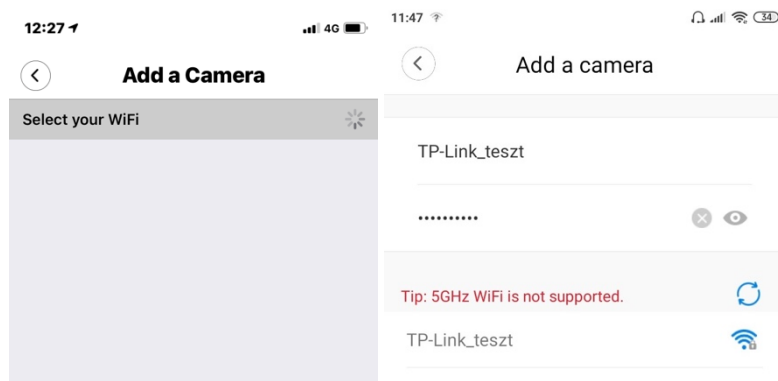 12:27
4G
Add a Camera
Select your WiFi
11:47
34
Add a camera
TP-Link_teszt
••••••••••
Tip: 5GHz WiFi is not supported.
TP-Link_teszt